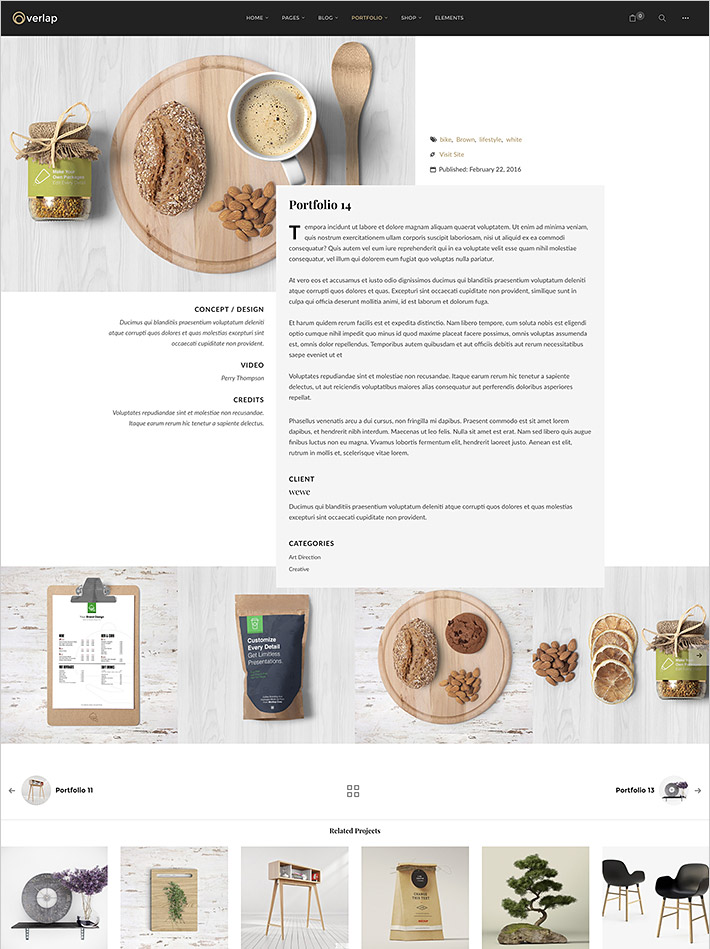 verlap
HOME PAGES BLOG PORTFOLIO SHOP ELEMENTS
0
Make Your
Own Packages
bike, Brown, lifestyle, white
Visit Site
Published: February 22, 2016
Portfolio 14
Tempora incidunt ut labore et dolore magnam aliquam quaerat voluptatem. Ut enim ad minima veniam,
quis nostrum exercitationem ullam corporis suscipit laboriosam, nisi ut aliquid ex ea commodi
consequatur? Quis autem vel eum iure reprehenderit qui in ea voluptate velit esse quam nihil molestiae
consequatur, vel illum qui dolorem eum fugiat quo voluptas nulla pariatur.
At vero eos et accusamus et iusto odio dignissimos ducimus qui blanditiis praesentium voluptatum deleniti
atque corrupti quos dolores et quas. Excepturi sint occaecati cupiditate non provident, similique sunt in
culpa qui officia deserunt mollitia animi, id est laborum et dolorum fuga.
Et harum quidem rerum facilis est et expedita distinctio. Nam libero tempore, cum soluta nobis est eligendi
optio cumque nihil impedit quo minus id quod maxime placeat facere possimus, omnis voluptas assumenda
est, omnis dolor repellendus. Temporibus autem quibusdam et aut officiis debitis aut rerum necessitatibus
saepe eveniet ut et
Voluptates repudiandae sint et molestiae non recusandae. Itaque earum rerum hic tenetur a sapiente
delectus, ut aut reiciendis voluptatibus maiores alias consequatur aut perferendis doloribus asperiores
repellat.
Phasellus venenatis arcu a dui cursus, non fringilla mi dapibus. Praesent commodo est sit amet lorem
dapibus, et hendrerit nibh interdum. Maecenas ut leo felis. Nulla sit amet est erat. Nam sed libero quis augue
finibus luctus non eu magna. Vivamus lobortis fermentum elit, hendrerit laoreet justo. Aenean est elit,
rutrum in mollis et, scelerisque vitae lorem.
CLIENT
wewe
Ducimus qui blanditiis praesentium voluptatum deleniti atque corrupti quos dolores et quas molestias
excepturi sint occaecati cupiditate non provident.
CATEGORIES
Art Direction
Creative
CONCEPT / DESIGN
Ducimus qui blanditiis praesentium voluptatum deleniti
atque corrupti quos dolores et quas molestias excepturi sint
occaecati cupiditate non provident.
VIDEO
Perry Thompson
CREDITS
Voluptates repudiandae sint et molestiae non recusandae.
Itaque earum rerum hic tenetur a sapiente delectus.
Customize
Every Detail
Get Limitless
Presentations.
Make Your
Portfolio 11
Portfolio 13
Related Projects
CHANGE
THIS TEXT